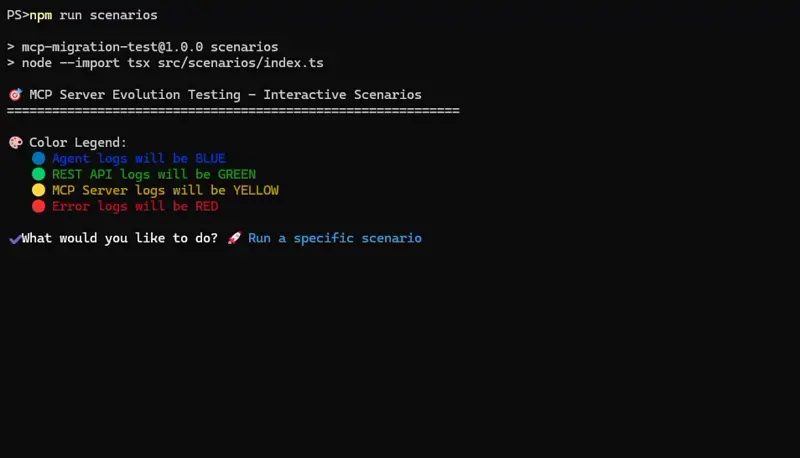 PS>npm run scenarios
> mcp-migration-test@1.0.0 scenarios
> node --import tsx src/scenarios/index.ts
🎯 MCP Server Evolution Testing - Interactive Scenarios
============================================================
🎨 Color Legend:
🔵 Agent logs will be BLUE
🟢 REST API logs will be GREEN
🟡 MCP Server logs will be YELLOW
🔴 Error logs will be RED
✔What would you like to do? 🚀 Run a specific scenario